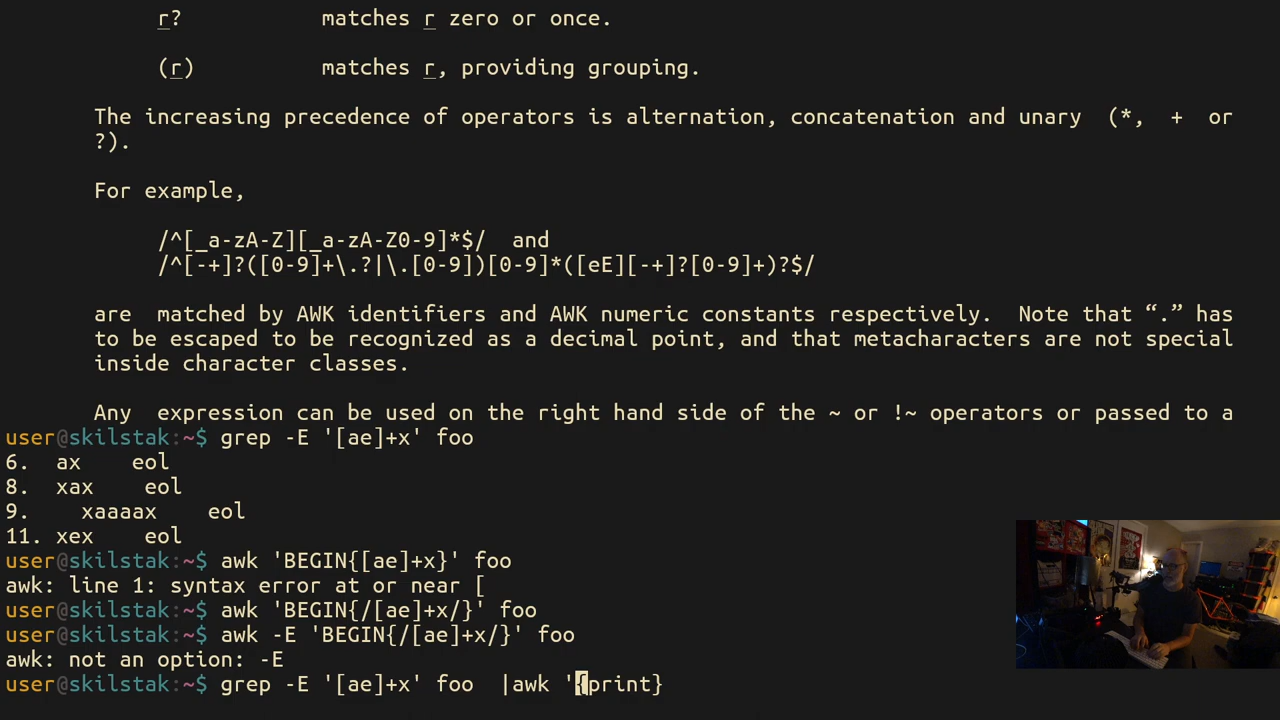 r?           matches r zero or once.
(r)          matches r, providing grouping.
The increasing precedence of operators is alternation, concatenation and unary  (*,  +  or
?).
For example,
/^[_a-zA-Z][_a-zA-Z0-9]*$/  and
/^[-+]?([0-9]+\.?|\.[0-9])[0-9]*([eE][-+]?[0-9]+)?$/
are  matched by AWK identifiers and AWK numeric constants respectively.  Note that “.” has
to be escaped to be recognized as a decimal point, and that metacharacters are not special
inside character classes.
Any  expression can be used on the right hand side of the ~ or !~ operators or passed to a
user@skilstak:~$ grep -E '[ae]+x' foo
6.  ax    eol
8.  xax    eol
9.    xaaaax    eol
11. xex    eol
user@skilstak:~$ awk 'BEGIN{[ae]+x}' foo
awk: line 1: syntax error at or near [
user@skilstak:~$ awk 'BEGIN{/[ae]+x/}' foo
user@skilstak:~$ awk -E 'BEGIN{/[ae]+x/}' foo
awk: not an option: -E
user@skilstak:~$ grep -E '[ae]+x' foo  |awk '{print}